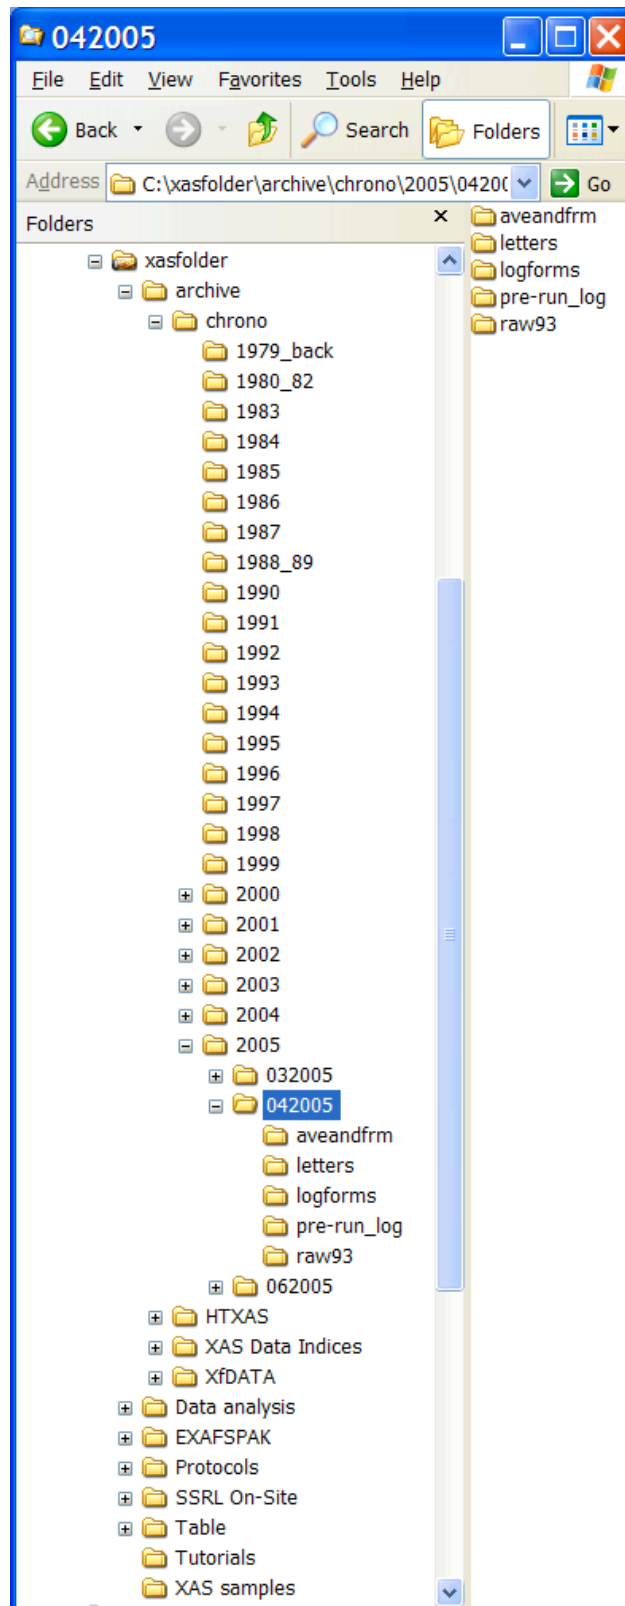 042005
File Edit View Favorites Tools Help
Back Search Folders
Address C:\xasfolder\archive\chrono\2005\0420 Go
Folders x
xasfolder
archive
chrono
1979_back
1980_82
1983
1984
1985
1986
1987
1988_89
1990
1991
1992
1993
1994
1995
1996
1997
1998
1999
2000
2001
2002
2003
2004
2005
032005
042005
aveandfrm
letters
logforms
pre-run_log
raw93
062005
HTXAS
XAS Data Indices
XfDATA
Data analysis
EXAFSPAK
Protocols
SSRL On-Site
Table
Tutorials
XAS samples
aveandfrm
letters
logforms
pre-run_log
raw93